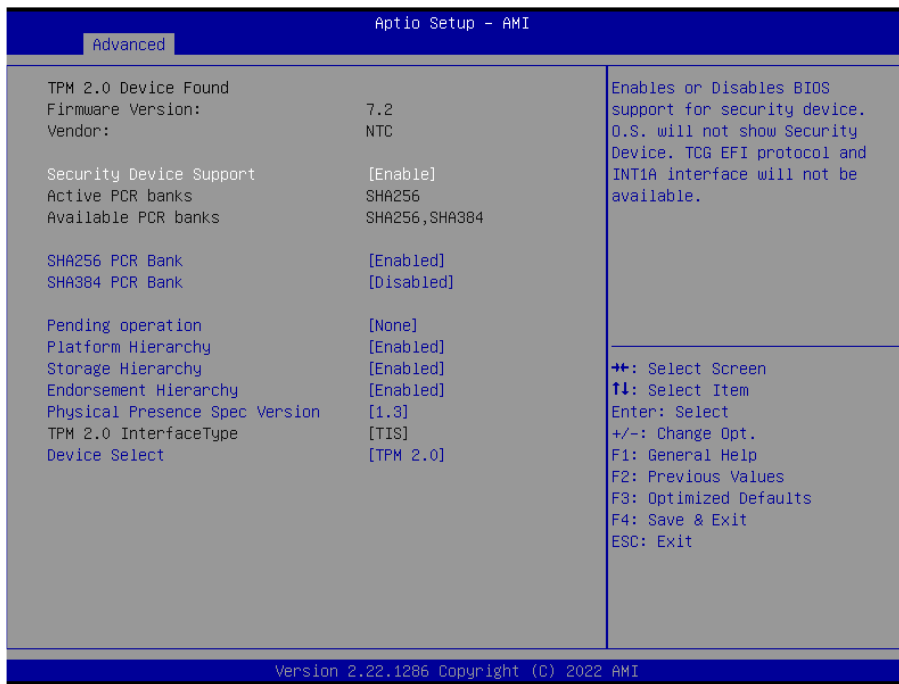 Aptio Setup - AMI
Advanced
TPM 2.0 Device Found
Firmware Version: 7.2
Vendor: NTC
Security Device Support [Enable]
Active PCR banks SHA256
Available PCR banks SHA256,SHA384
SHA256 PCR Bank [Enabled]
SHA384 PCR Bank [Disabled]
Pending operation [None]
Platform Hierarchy [Enabled]
Storage Hierarchy [Enabled]
Endorsement Hierarchy [Enabled]
Physical Presence Spec Version [1.3]
TPM 2.0 InterfaceType [TIS]
Device Select [TPM 2.0]
Enables or Disables BIOS
support for security device.
O.S. will not show Security
Device. TCG EFI protocol and
INT1A interface will not be
available.
→←: Select Screen
↑↓: Select Item
Enter: Select
+/-: Change Opt.
F1: General Help
F2: Previous Values
F3: Optimized Defaults
F4: Save & Exit
ESC: Exit
Version 2.22.1286 Copyright (C) 2022 AMI